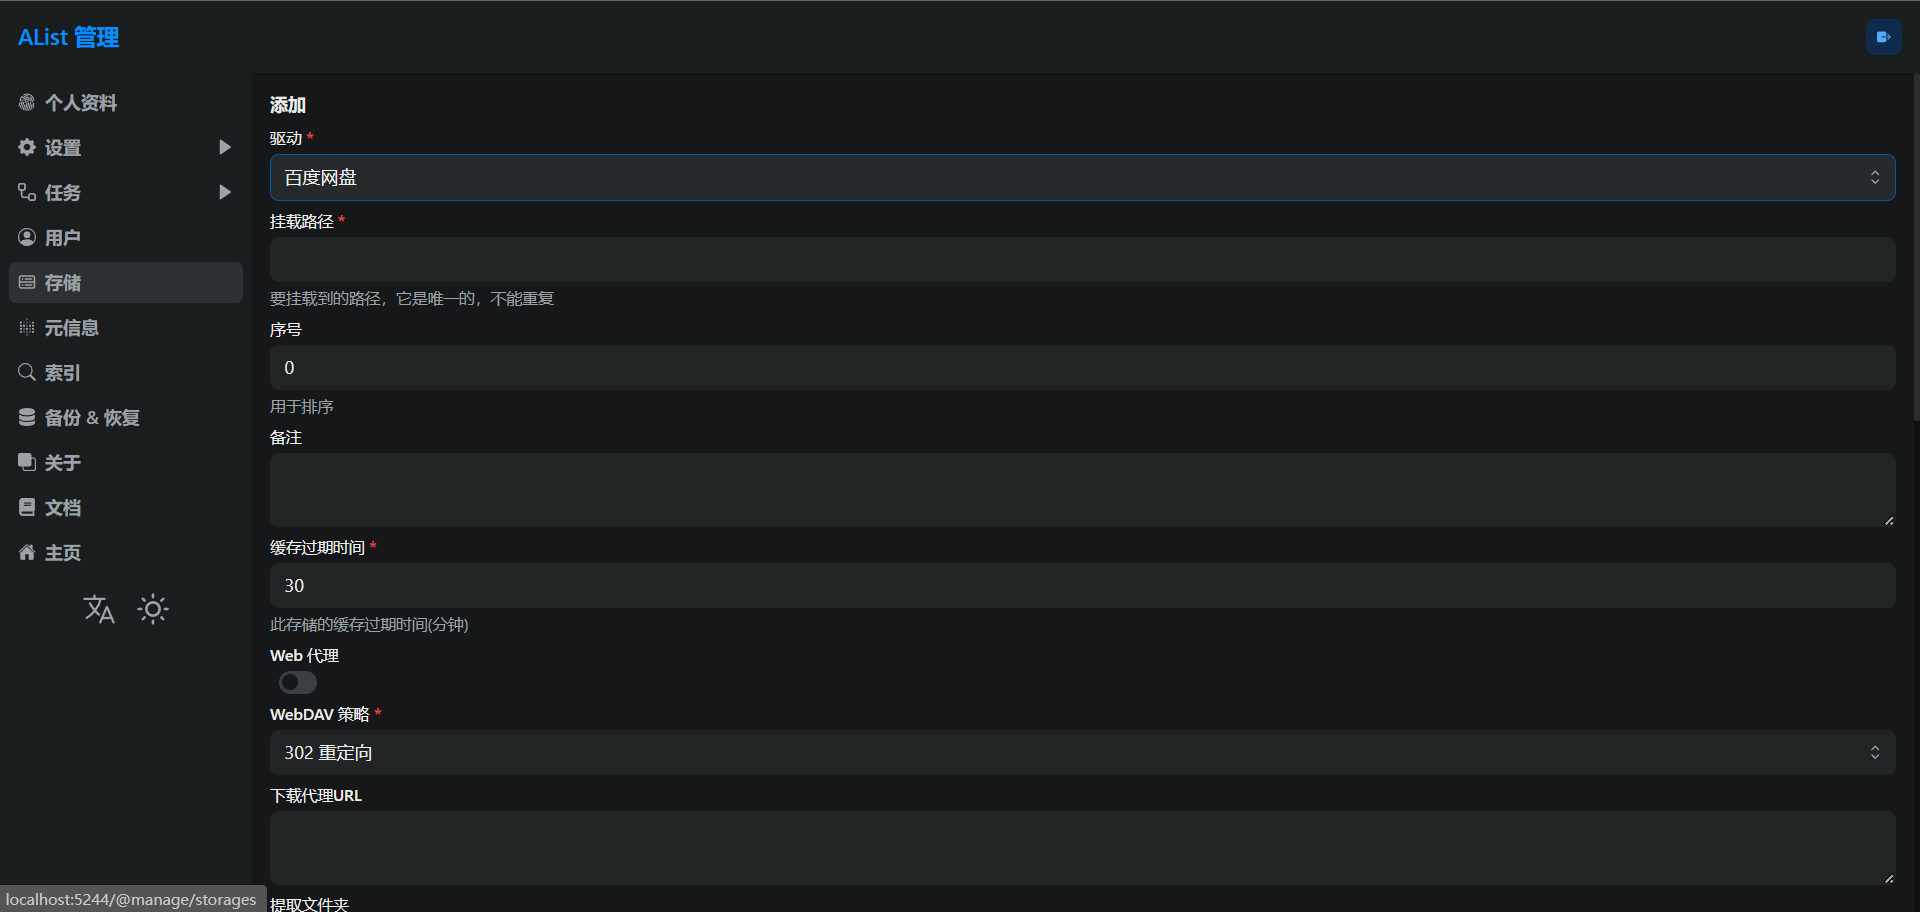 AList 管理
个人资料
设置
任务
用户
存储
元信息
索引
备份 & 恢复
关于
文档
主页
添加
驱动 *
百度网盘
挂载路径 *
要挂载到的路径，它是唯一的，不能重复
序号
0
用于排序
备注
缓存过期时间 *
30
此存储的缓存过期时间(分钟)
Web 代理
WebDAV 策略 *
302 重定向
下载代理URL
提取文件夹
localhost:5244/@manage/storages